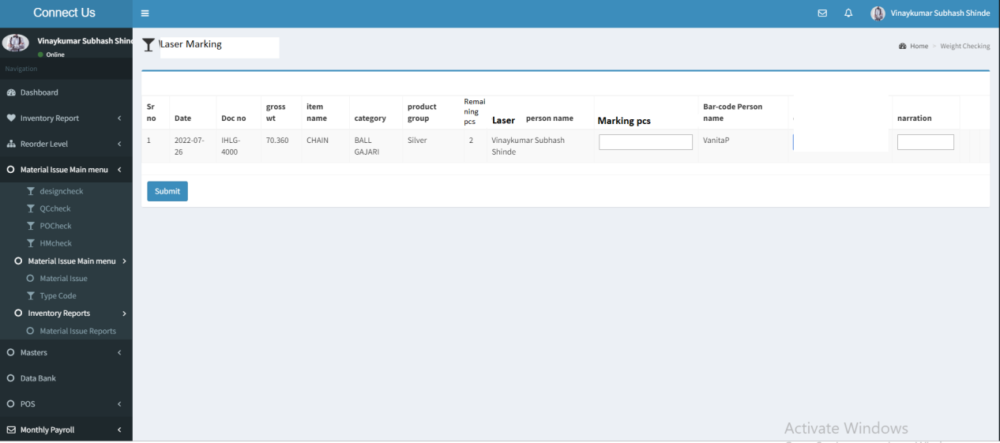 Connect Us
Vinaykumar Subhash Shinde
Vinaykumar Subhash Shind
Online
Navigation
Dashboard
Inventory Report
Reorder Level
Material Issue Main menu
designcheck
QCcheck
POCheck
HMcheck
Material Issue Main menu
Material Issue
Type Code
Inventory Reports
Material Issue Reports
Masters
Data Bank
POS
Monthly Payroll
Laser Marking
Home > Weight Checking
Sr no
Date
Doc no
gross wt
item name
category
product group
Remai
ning
pcs
Laser person name
Marking pcs
Bar-code Person name
narration
1
2022-07-
26
IHLG-
4000
70.360
CHAIN
BALL
GAJARI
Silver
2
Vinaykumar Subhash
Shinde
VanitaP
Submit
Activate Windows